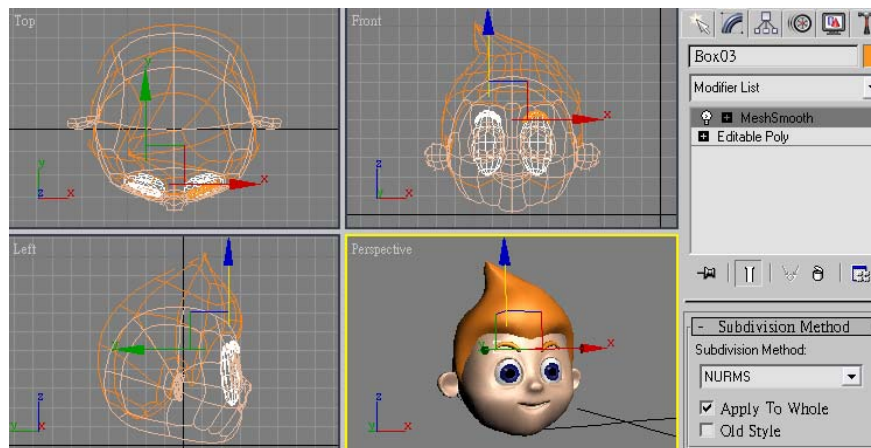 Top
Front
Left
Perspective
y
z
x
x
z
y
x
x
z
y
z
y
x
z
x
Box03
Modifier List
MeshSmooth
Editable Poly
- Subdivision Method
Subdivision Method:
NURMS
Apply To Whole
Old Style